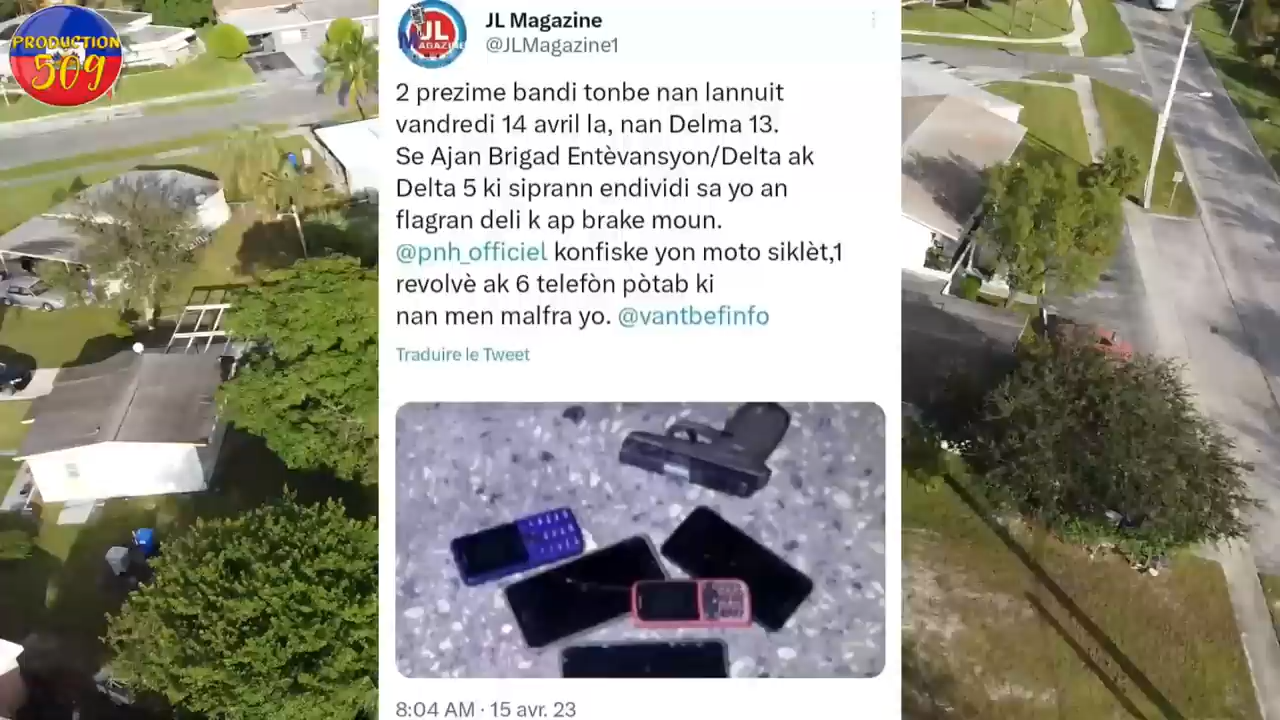 PRODUCTION
509
JL
MAGAZINE
JL Magazine
@JLMagazine1
2 prezime bandi tonbe nan lannuit
vandredi 14 avril la, nan Delma 13.
Se Ajan Brigad Entèvansyon/Delta ak
Delta 5 ki siprann endividi sa yo an
flagran deli k ap brake moun.
@pnh_officiel konfiske yon moto siklèt,1
revolvè ak 6 telefòn pòtab ki
nan men malfra yo. @vantbefinfo
Traduire le Tweet
8:04 AM · 15 avr. 23